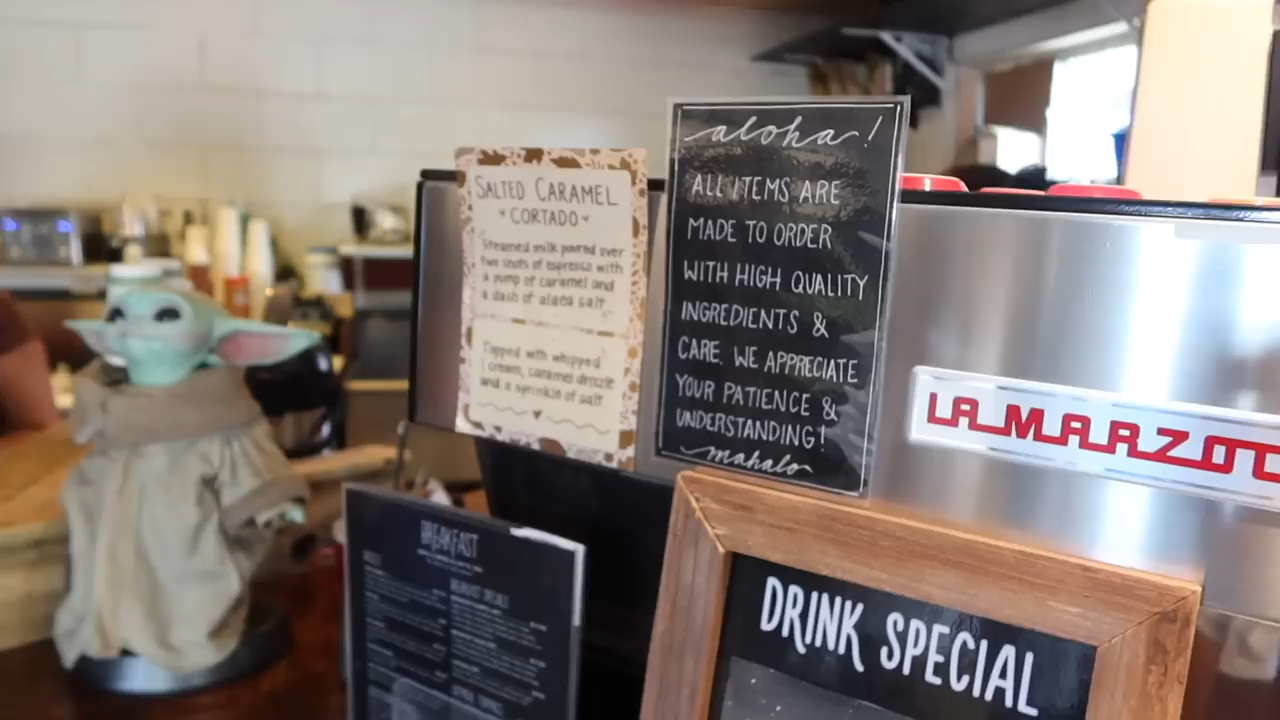 SALTED CARAMEL
CORTADO
Steamed milk poured over
two shots of espresso with
a pump of caramel and
a dash of alaea salt.
Topped with whipped
cream, caramel drizzle
and a sprinkle of salt
aloha!
ALL ITEMS ARE
MADE TO ORDER
WITH HIGH QUALITY
INGREDIENTS &
CARE. WE APPRECIATE
YOUR PATIENCE &
UNDERSTANDING!
mahalo
LA MARZOC
BREAKFAST
BREAKFAST SPECIALS
DRINK SPECIAL